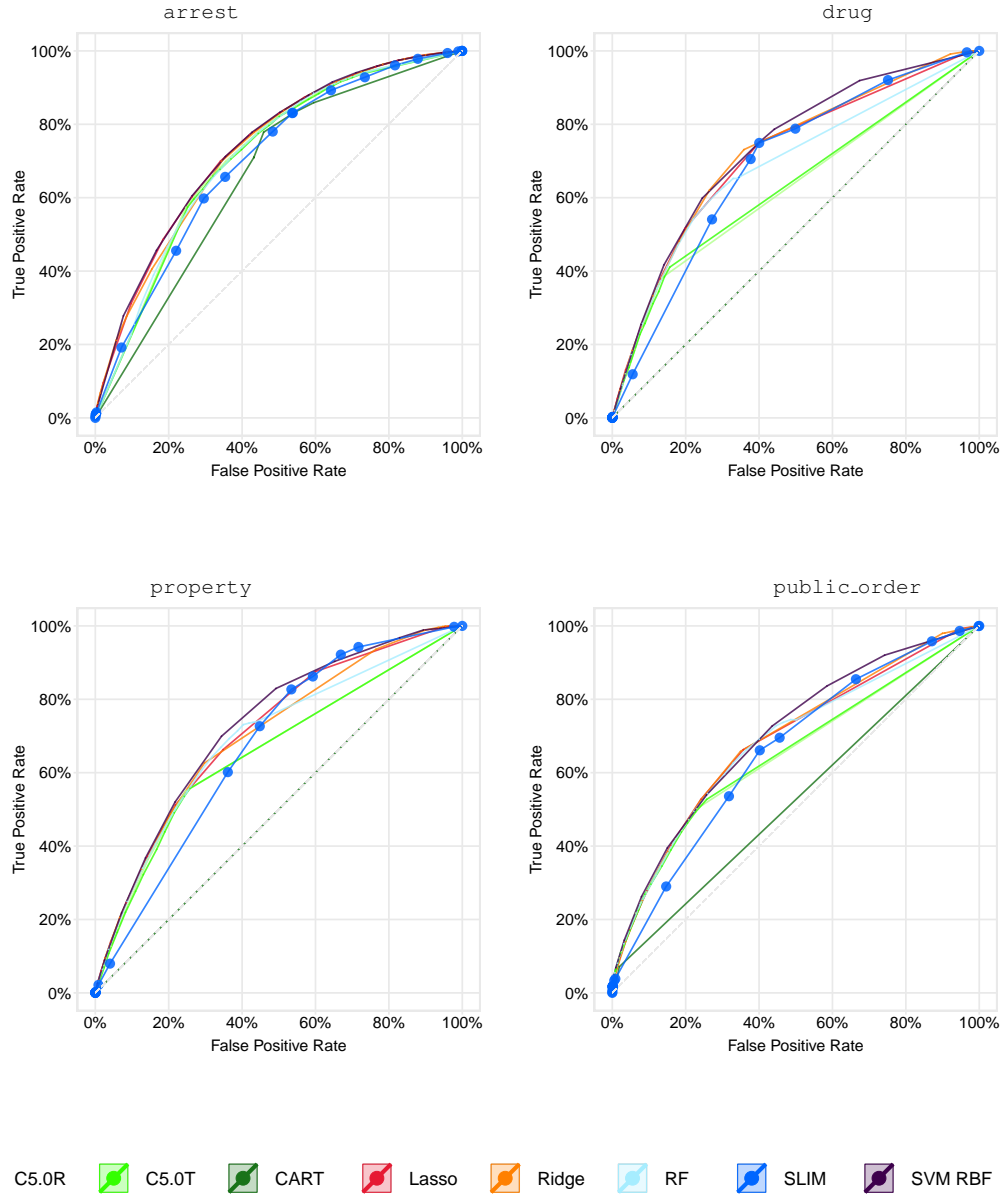 arrest
drug
100%
80%
60%
40%
20%
0%
True Positive Rate
0% 20% 40% 60% 80% 100%
False Positive Rate
100%
80%
60%
40%
20%
0%
True Positive Rate
0% 20% 40% 60% 80% 100%
False Positive Rate
property
public_order
100%
80%
60%
40%
20%
0%
True Positive Rate
0% 20% 40% 60% 80% 100%
False Positive Rate
100%
80%
60%
40%
20%
0%
True Positive Rate
0% 20% 40% 60% 80% 100%
False Positive Rate
C5.0R C5.0T CART Lasso Ridge RF SLIM SVM RBF